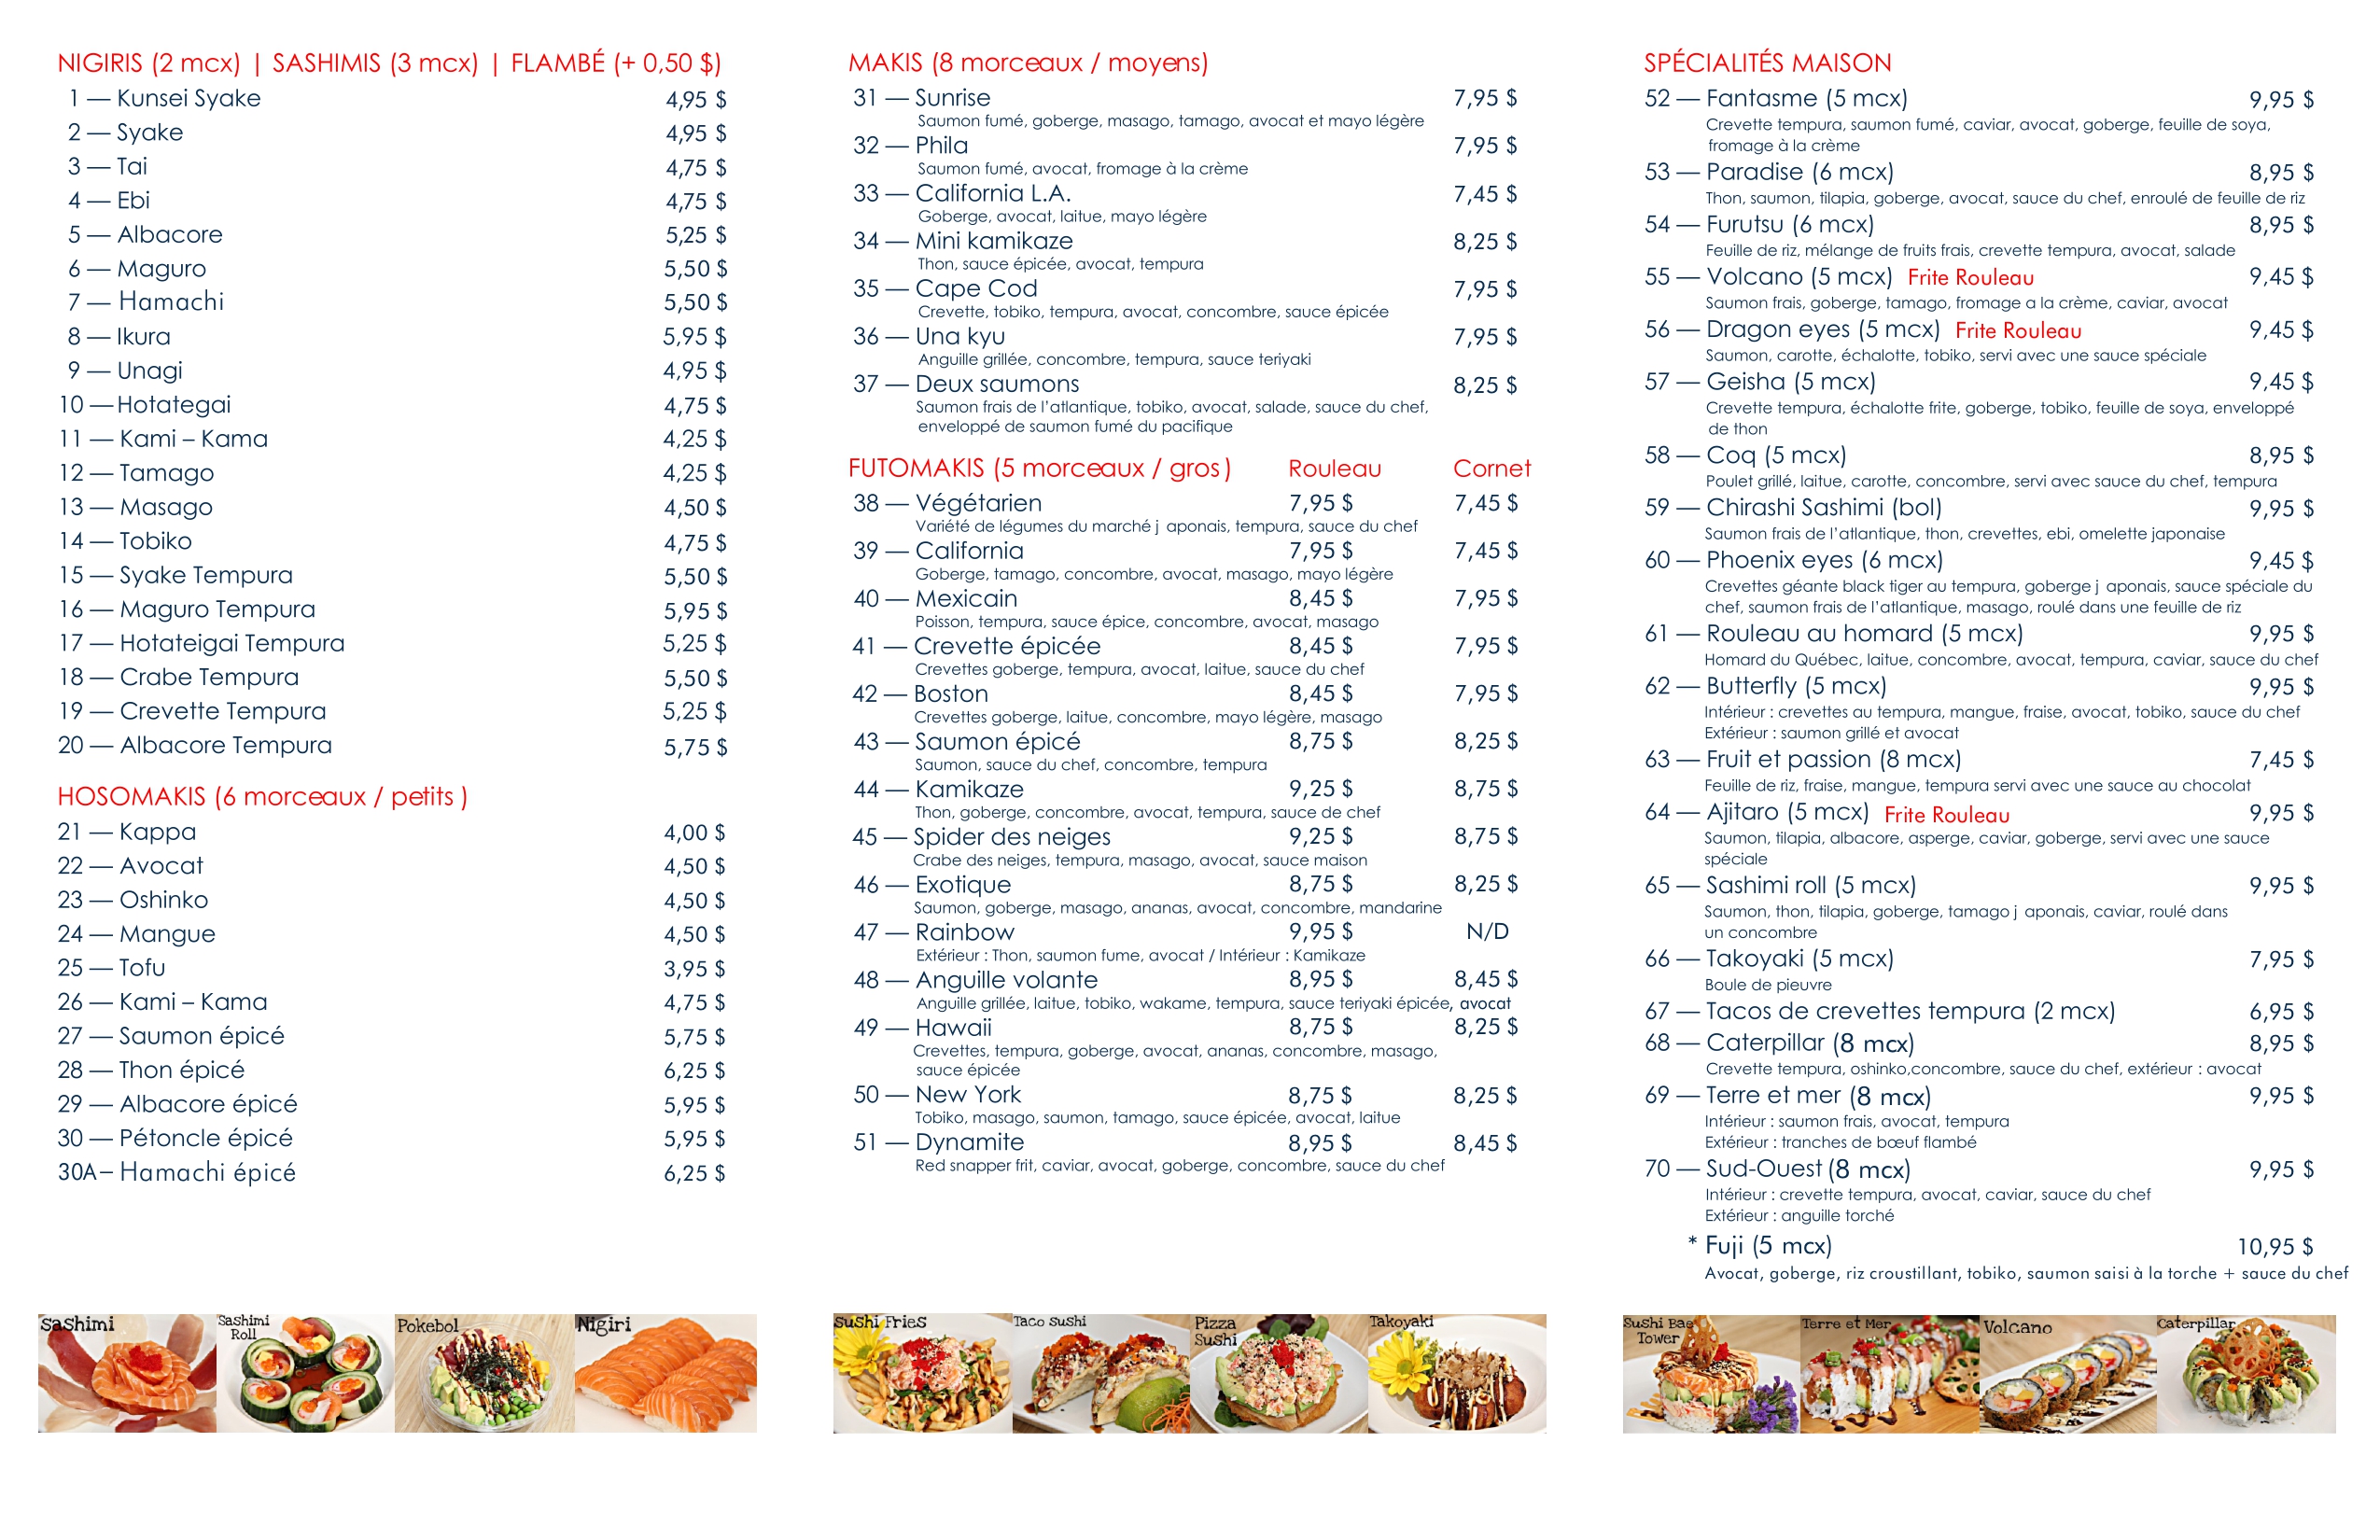 NIGIRIS (2 mcx) | SASHIMIS (3 mcx) | FLAMBÉ (+ 0,50 $)
1 — Kunsei Syake 4,95 $
2 — Syake 4,95 $
3 — Tai 4,75 $
4 — Ebi 4,75 $
5 — Albacore 5,25 $
6 — Maguro 5,50 $
7 — Hamachi 5,50 $
8 — Ikura 5,95 $
9 — Unagi 4,95 $
10 — Hotategai 4,75 $
11 — Kami – Kama 4,25 $
12 — Tamago 4,25 $
13 — Masago 4,50 $
14 — Tobiko 4,75 $
15 — Syake Tempura 5,50 $
16 — Maguro Tempura 5,95 $
17 — Hotateigai Tempura 5,25 $
18 — Crabe Tempura 5,50 $
19 — Crevette Tempura 5,25 $
20 — Albacore Tempura 5,75 $
HOSOMAKIS (6 morceaux / petits )
21 — Kappa 4,00 $
22 — Avocat 4,50 $
23 — Oshinko 4,50 $
24 — Mangue 4,50 $
25 — Tofu 3,95 $
26 — Kami – Kama 4,75 $
27 — Saumon épicé 5,75 $
28 — Thon épicé 6,25 $
29 — Albacore épicé 5,95 $
30 — Pétoncle épicé 5,95 $
30A– Hamachi épicé 6,25 $
sashimi
Sashimi
Roll
Pokebol
Nigiri
MAKIS (8 morceaux / moyens)
31 — Sunrise 7,95 $
Saumon fumé, goberge, masago, tamago, avocat et mayo légère
32 — Phila 7,95 $
Saumon fumé, avocat, fromage à la crème
33 — California L.A. 7,45 $
Goberge, avocat, laitue, mayo légère
34 — Mini kamikaze 8,25 $
Thon, sauce épicée, avocat, tempura
35 — Cape Cod 7,95 $
Crevette, tobiko, tempura, avocat, concombre, sauce épicée
36 — Una kyu 7,95 $
Anguille grillée, concombre, tempura, sauce teriyaki
37 — Deux saumons 8,25 $
Saumon frais de l'atlantique, tobiko, avocat, salade, sauce du chef,
enveloppé de saumon fumé du pacifique
FUTOMAKIS (5 morceaux / gros ) Rouleau Cornet
38 — Végétarien 7,95 $ 7,45 $
Variété de légumes du marché j aponais, tempura, sauce du chef
39 — California 7,95 $ 7,45 $
Goberge, tamago, concombre, avocat, masago, mayo légère
40 — Mexicain 8,45 $ 7,95 $
Poisson, tempura, sauce épice, concombre, avocat, masago
41 — Crevette épicée 8,45 $ 7,95 $
Crevettes goberge, tempura, avocat, laitue, sauce du chef
42 — Boston 8,45 $ 7,95 $
Crevettes goberge, laitue, concombre, mayo légère, masago
43 — Saumon épicé 8,75 $ 8,25 $
Saumon, sauce du chef, concombre, tempura
44 — Kamikaze 9,25 $ 8,75 $
Thon, goberge, concombre, avocat, tempura, sauce de chef
45 — Spider des neiges 9,25 $ 8,75 $
Crabe des neiges, tempura, masago, avocat, sauce maison
46 — Exotique 8,75 $ 8,25 $
Saumon, goberge, masago, ananas, avocat, concombre, mandarine
47 — Rainbow 9,95 $ N/D
Extérieur : Thon, saumon fume, avocat / Intérieur : Kamikaze
48 — Anguille volante 8,95 $ 8,45 $
Anguille grillée, laitue, tobiko, wakame, tempura, sauce teriyaki épicée, avocat
49 — Hawaii 8,75 $ 8,25 $
Crevettes, tempura, goberge, avocat, ananas, concombre, masago,
sauce épicée
50 — New York 8,75 $ 8,25 $
Tobiko, masago, saumon, tamago, sauce épicée, avocat, laitue
51 — Dynamite 8,95 $ 8,45 $
Red snapper frit, caviar, avocat, goberge, concombre, sauce du chef
sushi Fries
Taco sushi
Pizza
Sushi
Takoyaki
SPÉCIALITÉS MAISON
52 — Fantasme (5 mcx) 9,95 $
Crevette tempura, saumon fumé, caviar, avocat, goberge, feuille de soya,
fromage à la crème
53 — Paradise (6 mcx) 8,95 $
Thon, saumon, tilapia, goberge, avocat, sauce du chef, enroulé de feuille de riz
54 — Furutsu (6 mcx) 8,95 $
Feuille de riz, mélange de fruits frais, crevette tempura, avocat, salade
55 — Volcano (5 mcx) Frite Rouleau 9,45 $
Saumon frais, goberge, tamago, fromage a la crème, caviar, avocat
56 — Dragon eyes (5 mcx) Frite Rouleau 9,45 $
Saumon, carotte, échalotte, tobiko, servi avec une sauce spéciale
57 — Geisha (5 mcx) 9,45 $
Crevette tempura, échalotte frite, goberge, tobiko, feuille de soya, enveloppé
de thon
58 — Coq (5 mcx) 8,95 $
Poulet grillé, laitue, carotte, concombre, servi avec sauce du chef, tempura
59 — Chirashi Sashimi (bol) 9,95 $
Saumon frais de l'atlantique, thon, crevettes, ebi, omelette japonaise
60 — Phoenix eyes (6 mcx) 9,45 $
Crevettes géante black tiger au tempura, goberge j aponais, sauce spéciale du
chef, saumon frais de l'atlantique, masago, roulé dans une feuille de riz
61 — Rouleau au homard (5 mcx) 9,95 $
Homard du Québec, laitue, concombre, avocat, tempura, caviar, sauce du chef
62 — Butterfly (5 mcx) 9,95 $
Intérieur : crevettes au tempura, mangue, fraise, avocat, tobiko, sauce du chef
Extérieur : saumon grillé et avocat
63 — Fruit et passion (8 mcx) 7,45 $
Feuille de riz, fraise, mangue, tempura servi avec une sauce au chocolat
64 — Ajitaro (5 mcx) Frite Rouleau 9,95 $
Saumon, tilapia, albacore, asperge, caviar, goberge, servi avec une sauce
spéciale
65 — Sashimi roll (5 mcx) 9,95 $
Saumon, thon, tilapia, goberge, tamago j aponais, caviar, roulé dans
un concombre
66 — Takoyaki (5 mcx) 7,95 $
Boule de pieuvre
67 — Tacos de crevettes tempura (2 mcx) 6,95 $
68 — Caterpillar (8 mcx) 8,95 $
Crevette tempura, oshinko,concombre, sauce du chef, extérieur : avocat
69 — Terre et mer (8 mcx) 9,95 $
Intérieur : saumon frais, avocat, tempura
Extérieur : tranches de bœuf flambé
70 — Sud-Ouest (8 mcx) 9,95 $
Intérieur : crevette tempura, avocat, caviar, sauce du chef
Extérieur : anguille torché
* Fuji (5 mcx) 10,95 $
Avocat, goberge, riz croustillant, tobiko, saumon saisi à la torche + sauce du chef
Sushi Bae
Tower
Terre et Mer
Volcano
Caterpillar